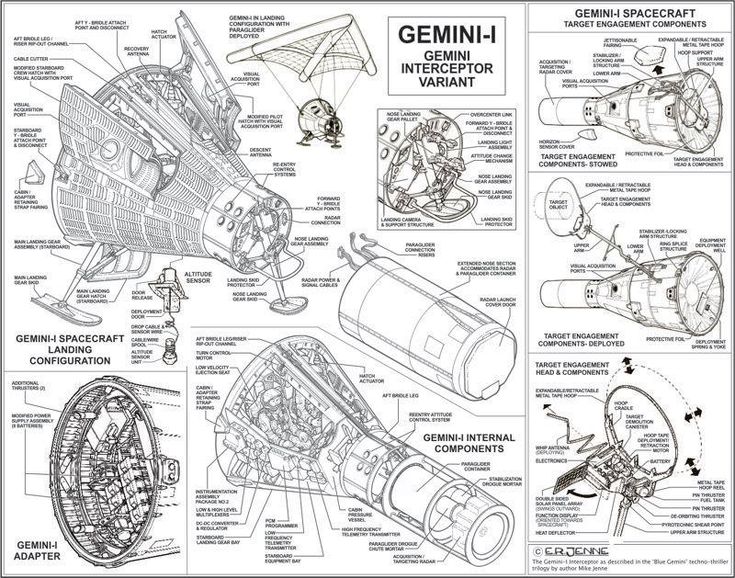 AFT Y - BRIDLE ATTACH
POINT AND DISCONNECT
HATCH
ACTUATOR
AFT BRIDLE LEG /
RISER RIP-OUT CHANNEL
RECOVERY
ANTENNA
CABLE CUTTER
MODIFIED STARBOARD
CREW HATCH WITH VISUAL
ACQUISITION PORT
VISUAL
ACQUISITION
PORT
STARBOARD
Y - BRIDLE
ATTACH POINT
& DISCONNECT
CABIN /
ADAPTER
RETAINING
STRAP FAIRING
MAIN LANDING
GEAR ASSEMBLY (STARBOARD)
MAIN LANDING
GEAR SKID
MAIN LANDING
GEAR HATCH
(STARBOARD)
GEMINI-I IN LANDING
CONFIGURATION WITH
PARAGLIDER
DEPLOYED
VISUAL
ACQUISITION
PORT
MODIFIED PILOT
HATCH WITH VISUAL
ACQUISITION PORT
DESCENT
ANTENNA
RE-ENTRY
CONTROL
SYSTEMS
FORWARD
Y - BRIDLE
ATTACH POINTS
RADAR
CONNECTION
NOSE LANDING
GEAR ASSEMBLY
LANDING SKID
PROTECTOR
NOSE LANDING
GEAR SKID
RADAR POWER &
SIGNAL CABLES
ALTITUDE
SENSOR
DOOR
RELEASE
DEPLOYMENT
DOOR
DROP CABLE &
SENSOR WIRE
CABLE/WIRE
SPOOL
ALTITUDE
SENSOR
UNIT
GEMINI-I SPACECRAFT
LANDING
CONFIGURATION
GEMINI-I
GEMINI
INTERCEPTOR
VARIANT
NOSE LANDING
GEAR PALLET
OVERCENTER LINK
FORWARD Y - BRIDLE
ATTACH POINT &
DISCONNECT
LANDING LIGHT
ASSEMBLY
ATTITUDE CHANGE
MECHANISM
NOSE LANDING
GEAR ASSEMBLY
NOSE LANDING
GEAR SKID
LANDING SKID
PROTECTOR
LANDING CAMERA
& SUPPORT STRUCTURE
PARAGLIDER
CONNECTION
RISERS
EXTENDED NOSE SECTION
ACCOMMODATES RADAR
& PARAGLIDER CONTAINER
RADAR LAUNCH
COVER DOOR
GEMINI-I SPACECRAFT
TARGET ENGAGEMENT COMPONENTS
JETTISONABLE
FAIRING
EXPANDABLE / RETRACTABLE
METAL TAPE HOOP
ACQUISITION /
TARGETING
RADAR COVER
STABILIZER /
LOCKING ARM
STRUCTURE
HOOP SUPPORT
UPPER ARM
STRUCTURE
LOWER ARM
VISUAL
ACQUISITION
PORTS
HORIZON
SENSOR COVER
PROTECTIVE FOIL
TARGET ENGAGEMENT
COMPONENTS- STOWED
EXPANDABLE / RETRACTABLE
METAL TAPE HOOP
TARGET
OBJECT
TARGET ENGAGEMENT
HEAD & COMPONENTS
STABILIZER /LOCKING
ARM STRUCTURE
UPPER
ARM
LOWER
ARM
RING SPLICE
STRUCTURE
EQUIPMENT
DEPLOYMENT
WELL
VISUAL ACQUISITION
PORTS
PROTECTIVE FOIL
DEPLOYMENT
SPRING & YOKE
TARGET ENGAGEMENT
COMPONENTS- DEPLOYED
TARGET ENGAGEMENT
HEAD & COMPONENTS
EXPANDABLE/RETRACTABLE
METAL TAPE HOOP
HOOP
CRADLE
TARGET
DEMOLITION
CANISTER
HOOP TAPE
DEPLOYMENT/
RETRACTION
MOTOR
WHIP ANTENNA
(DEPLOYING)
BATTERY
ELECTRONICS
METAL TAPE
HOOP REEL
DOUBLE SIDED
SOLAR PANEL ARRAY
(SWINGS OUTWARD)
PIN THRUSTER
FUEL TANK
PIN THRUSTER
FUNCTION DISPLAY
(ORIENTED TOWARDS
SPACECRAFT)
DE-ORBITING THRUSTER
PYROTECHNIC SHEAR POINT
HEAT DEFLECTOR
UPPER ARM STRUCTURE
ADDITIONAL
THRUSTERS (2)
MODIFIED POWER
SUPPLY ASSEMBLY
(6 BATTERIES)
GEMINI-I
ADAPTER
AFT BRIDLE LEG/RISER
RIP-OUT CHANNEL
TURN CONTROL
MOTOR
LOW VELOCITY
EJECTION SEAT
CABIN /
ADAPTER
RETAINING
STRAP
FAIRING
HATCH
ACTUATOR
AFT BRIDLE LEG
REENTRY ATTITUDE
CONTROL SYSTEM
GEMINI-I INTERNAL
COMPONENTS
PARAGLIDER
CONTAINER
STABILIZATION
DROGUE MORTAR
INSTRUMENTATION
ASSEMBLY
PACKAGE NO.2
LOW & HIGH LEVEL
MULTIPLEXERS
DC-DC CONVERTER
& REGULATOR
STARBOARD
LANDING GEAR BAY
PCM
PROGRAMMER
LOW
FREQUENCY
TELEMETRY
TRANSMITTER
STARBOARD
EQUIPMENT BAY
CABIN
PRESSURE
VESSEL
HIGH FREQUENCY
TELEMETRY TRANSMITTER
PARAGLIDER DROGUE
CHUTE MORTAR
ACQUISITION /
TARGETING RADAR
© E.R.JENNE
The Gemini-I Interceptor as described in the 'Blue Gemini' techno-thriller
trilogy by author Mike Jenne